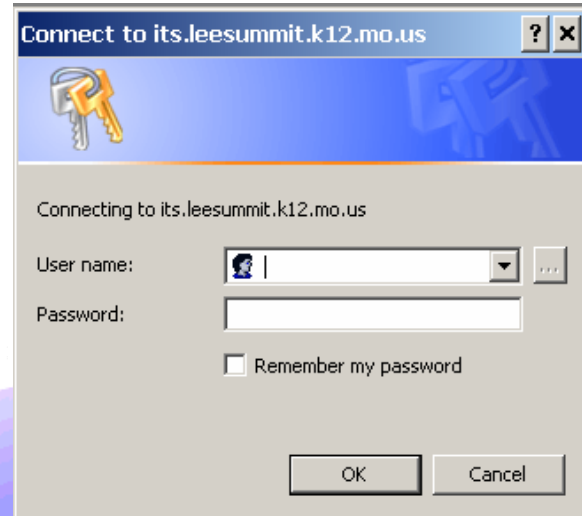 Connect to its.leesummit.k12.mo.us ? ×
Connecting to its.leesummit.k12.mo.us
User name: ...
Password:
Remember my password
OK Cancel